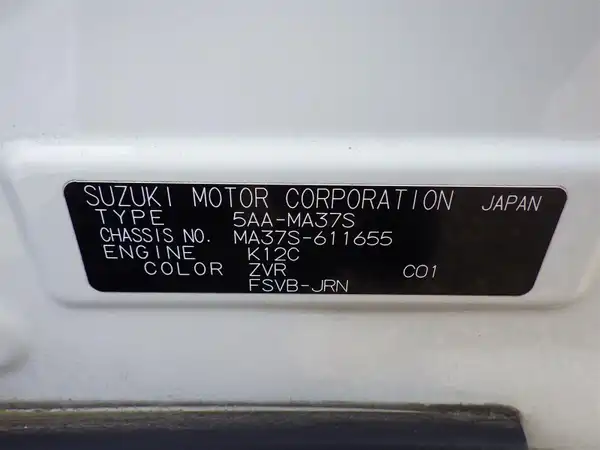 SUZUKI MOTOR CORPORATION JAPAN
TYPE 5AA-MA37S
CHASSIS NO. MA37S-611655
ENGINE K12C
COLOR ZVR C01
FSVB-JRN